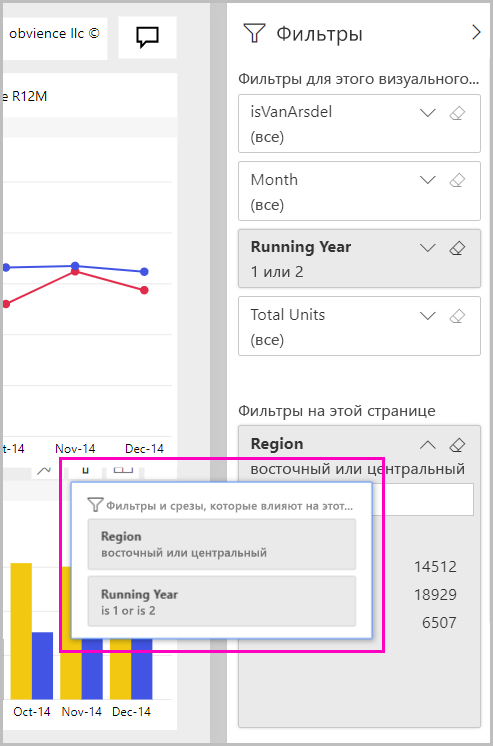 obvience llc ©
e R12M
t-14 Nov-14 Dec-14
Фильтры
Фильтры для этого визуального...
isVanArsdel
(все)
Month
(все)
Running Year
1 или 2
Total Units
(все)
Фильтры на этой странице
Region
восточный или центральный
14512
18929
6507
Фильтры и срезы, которые влияют на этот...
Region
восточный или центральный
Running Year
is 1 or is 2
Oct-14 Nov-14 Dec-14